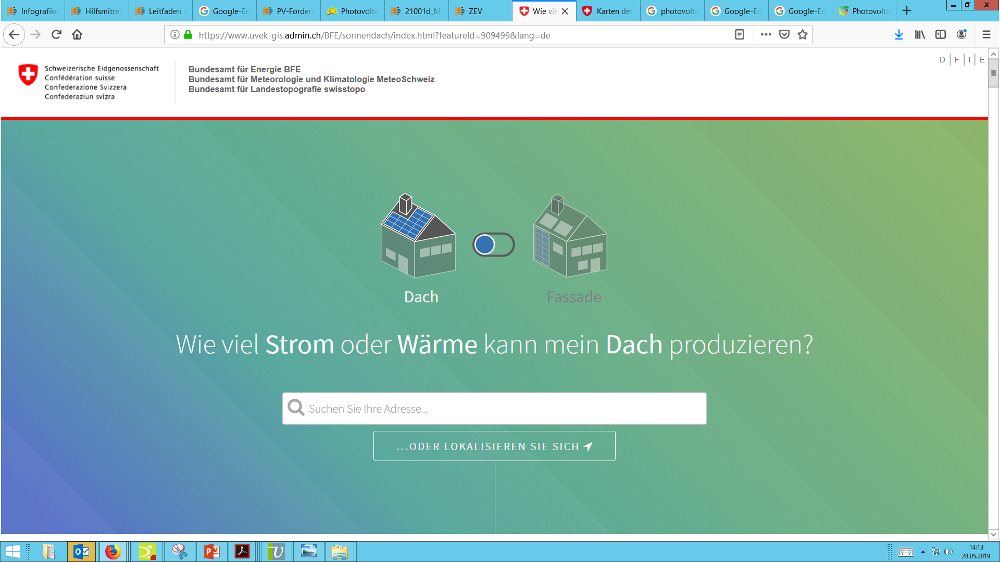 Infografike
Hilfsmittel
Leitfäden u
Google-Er
PV-Förderu
Photovolta
21001d_M
ZEV
Wie vie
Karten der
photovolta
Google-Er
Google-Er
Photovolta
https://www.uvek-gis.admin.ch/BFE/sonnendach/index.html?featureId=909499&lang=de
D | F | I | E
Schweizerische Eidgenossenschaft
Confédération suisse
Confederazione Svizzera
Confederaziun svizra
Bundesamt für Energie BFE
Bundesamt für Meteorologie und Klimatologie MeteoSchweiz
Bundesamt für Landestopografie swisstopo
Dach
Fassade
Wie viel Strom oder Wärme kann mein Dach produzieren?
Suchen Sie Ihre Adresse...
...ODER LOKALISIEREN SIE SICH
14:13
28.05.2019